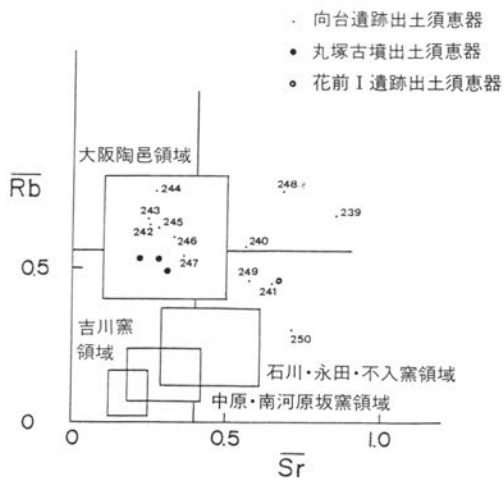 · 向台遺跡出土須恵器
● 丸塚古墳出土須恵器
◦ 花前Ⅰ遺跡出土須恵器
大阪陶邑領域
Rb
244
248
239
243
242
245
246
240
247
249
241
0.5
250
吉川窯
領域
石川・永田・不入窯領域
中原・南河原坂窯領域
0
0
0.5
1.0
Sr